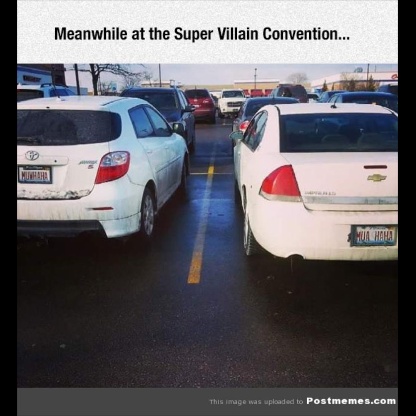 Meanwhile at the Super Villain Convention...
MUWHAHA
MUA HAHA
This image was uploaded to Postmemes.com